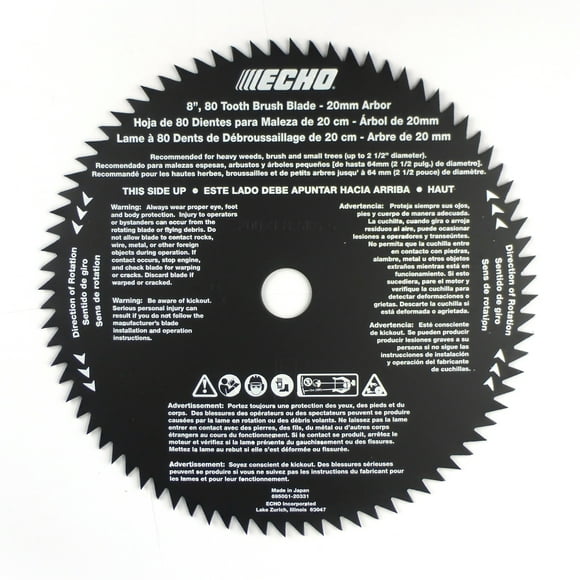 ECHO
8", 80 Tooth Brush Blade - 20mm Arbor
Hoja de 80 Dientes para Maleza de 20 cm - Árbol de 20mm
Lame à 80 Dents de Débroussaillage de 20 cm - Arbre de 20 mm
Recommended for heavy weeds, brush and small trees (up to 2 1/2" diameter].
Recomendado para malezas espesas, arbustos y árboles pequeños [de hasta 64mm (2 1/2 pulg.) de diametro].
Recommandé pour les hautes herbes, brouissailles et de petits arbres jusqu' à 64 mm (2 1/2 pouce) de diamètre.
THIS SIDE UP • ESTE LADO DEBE APUNTAR HACIA ARRIBA • HAUT
Warning: Always wear proper eye, foot
and body protection. Injury to operators
or bystanders can occur from the
rotating blade or flying debris. Do
not allow blade to contact rocks,
wire, metal, or other foreign
objects during operation. If
contact occurs, stop engine,
and check blade for warping
or cracks. Discard blade if
warped or cracked.
Warning: Be aware of kickout.
Serious personal injury can
result if you do not follow the
magufacturer's blade
installation and operation
instructions.
Advertencia: Proteja siempre sus ojos,
pies y cuerpo de manera adecuada.
La cuchilla, cuando gira o arroja
residuos al aire, puede ocasionar
lesiones a operadores y transeúntes.
No permita que la cuchilla entre
en contacto con piedras,
alambre, metal u otros objetos
extraños mientras está en
funcionamiento. Si esto
sucediera, pare el motor y
verifique la cuchilla para
detectar deformaciones o
grietas. Descarte la cuchilla si
está deformada o agrietada.
Advertencia: Esté consciente
de kickout. Se pueden producir
producir lesiones graves a su
persona si no sigue las
instrucciones de instalación
y operación del fabricante
de cuchillas.
Direction of Rotation
Sentido de giro
Sens de rotation
Direction of Rotation
Sentido de giro
Sens de rotation
Advertissement: Portez toujours une protection des yeux, des pieds et du
corps. Des blessures des opérateurs ou des spectateurs peuvent se produire
causées par la lame en rotation ou des débris volants. Ne laissez pas la lame
entrer en contact avec des pierres, des fils, du métal ou d'autres corps
étrangers au cours du fonctionnement. Si le contact se produit, arrêtez le
moteur et vérifiez si la lame présente du gauchissement ou des fissures.
Mettez la lame au rebut si elle s'est déformée ou fissurée.
Advertissement: Soyez conscient de kickout. Des blessures sérieuses
peuvent se produire si vous ne suivez pas les instructions du fabricant pour
les lames et pour leur fonctionnement.
Made in Japan
695001-20331
ECHO Incorporated
Lake Zurich, Illinois 60047